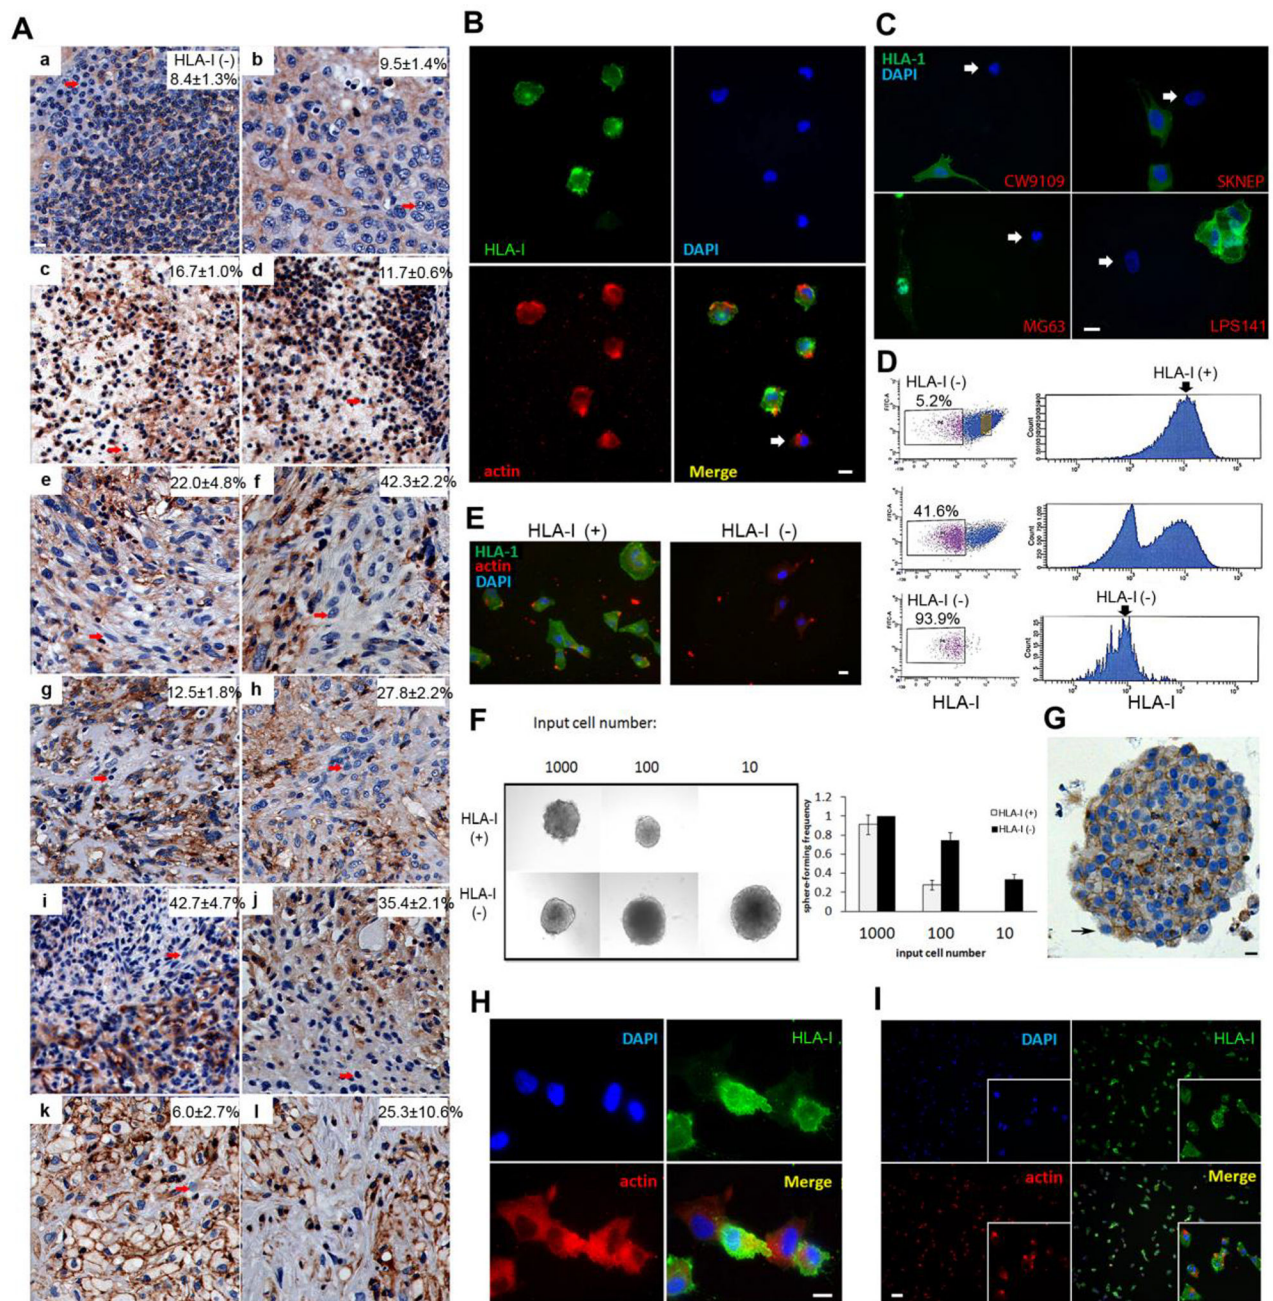 A
a
HLA-I (-)
8.4±1.3%
b
9.5±1.4%
c
16.7±1.0%
d
11.7±0.6%
e
22.0±4.8%
f
42.3±2.2%
g
12.5±1.8%
h
27.8±2.2%
i
42.7±4.7%
j
35.4±2.1%
k
6.0±2.7%
l
25.3±10.6%
B
HLA-I
DAPI
actin
Merge
C
HLA-1
DAPI
CW9109
SKNEP
MG63
LPS141
D
HLA-I (-)
5.2%
FITC-A
HLA-I (+)
Count
41.6%
FITC-A
Count
HLA-I (-)
93.9%
FITC-A
HLA-I (-)
Count
HLA-I
HLA-I
E
HLA-I (+)
HLA-I (-)
HLA-1
actin
DAPI
F
Input cell number:
1000
100
10
HLA-I
(+)
HLA-I
(-)
sphere-forming frequency
1.2
1
0.8
0.6
0.4
0.2
0
HLA-I (+)
HLA-I (-)
1000
100
10
input cell number
G
H
DAPI
HLA-I
actin
Merge
I
DAPI
HLA-I
actin
Merge